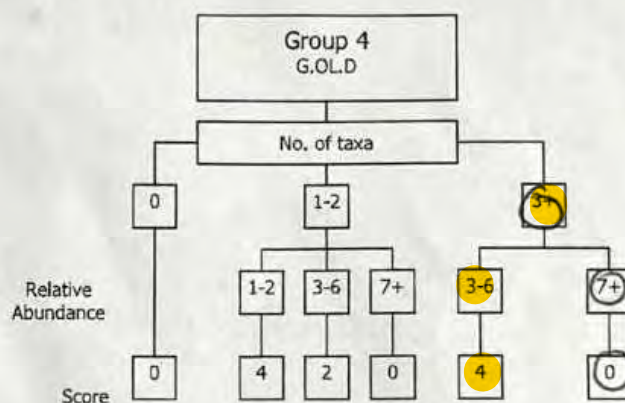 Group 4
G.OL.D
No. of taxa
0 1-2 3+
Relative
Abundance
1-2 3-6 7+ 3-6 7+
0 4 2 0 4 0
Score